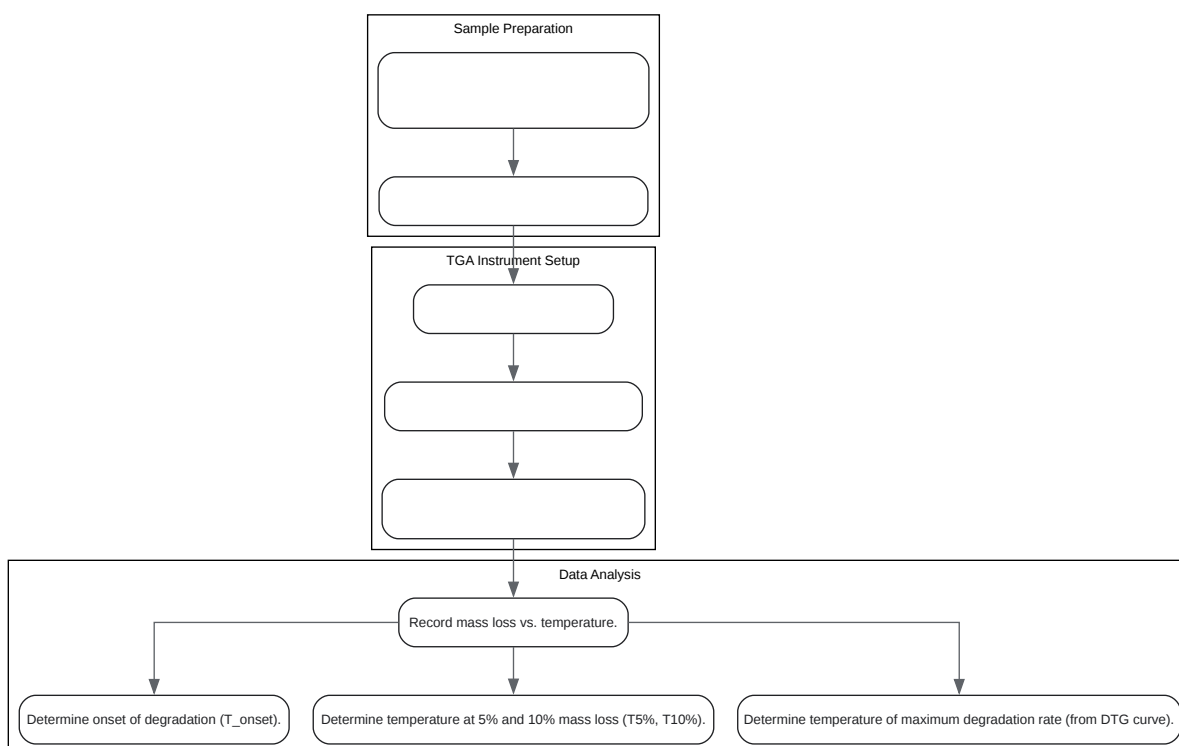 Sample Preparation
TGA Instrument Setup
Data Analysis
Record mass loss vs. temperature.
Determine onset of degradation (T_onset).
Determine temperature at 5% and 10% mass loss (T5%, T10%).
Determine temperature of maximum degradation rate (from DTG curve).